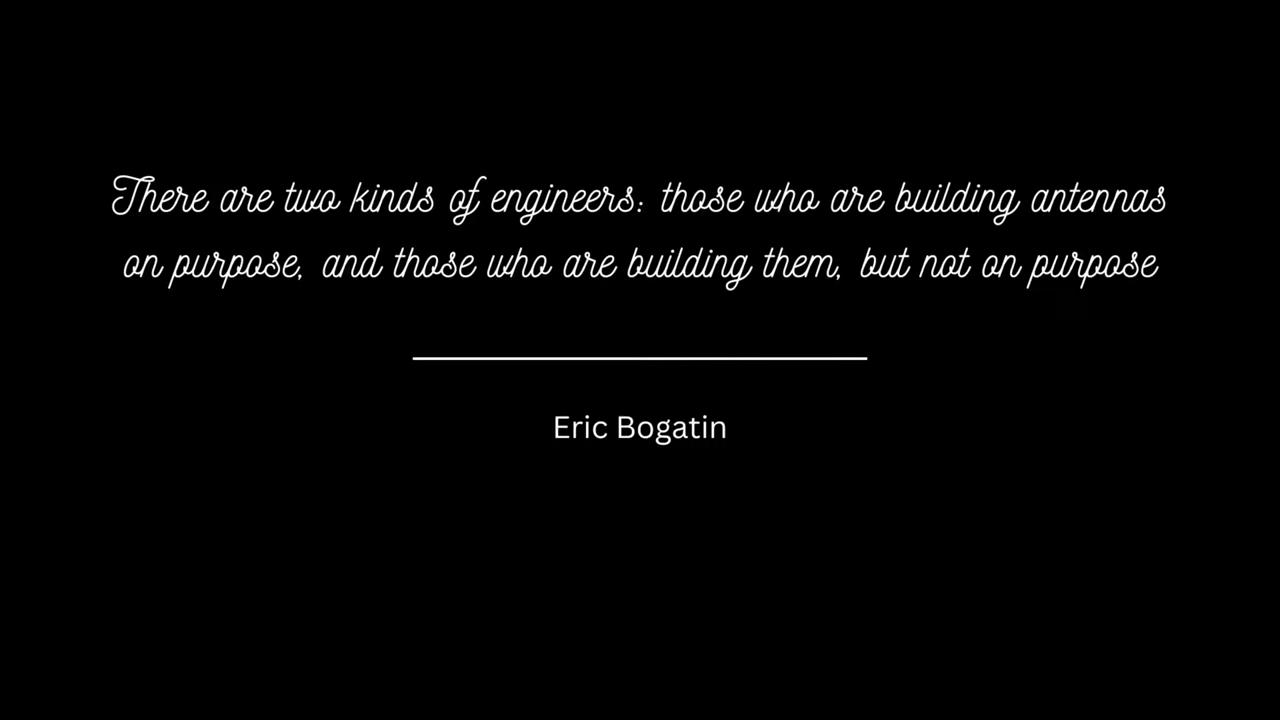 There are two kinds of engineers: those who are building antennas
on purpose, and those who are building them, but not on purpose
Eric Bogatin